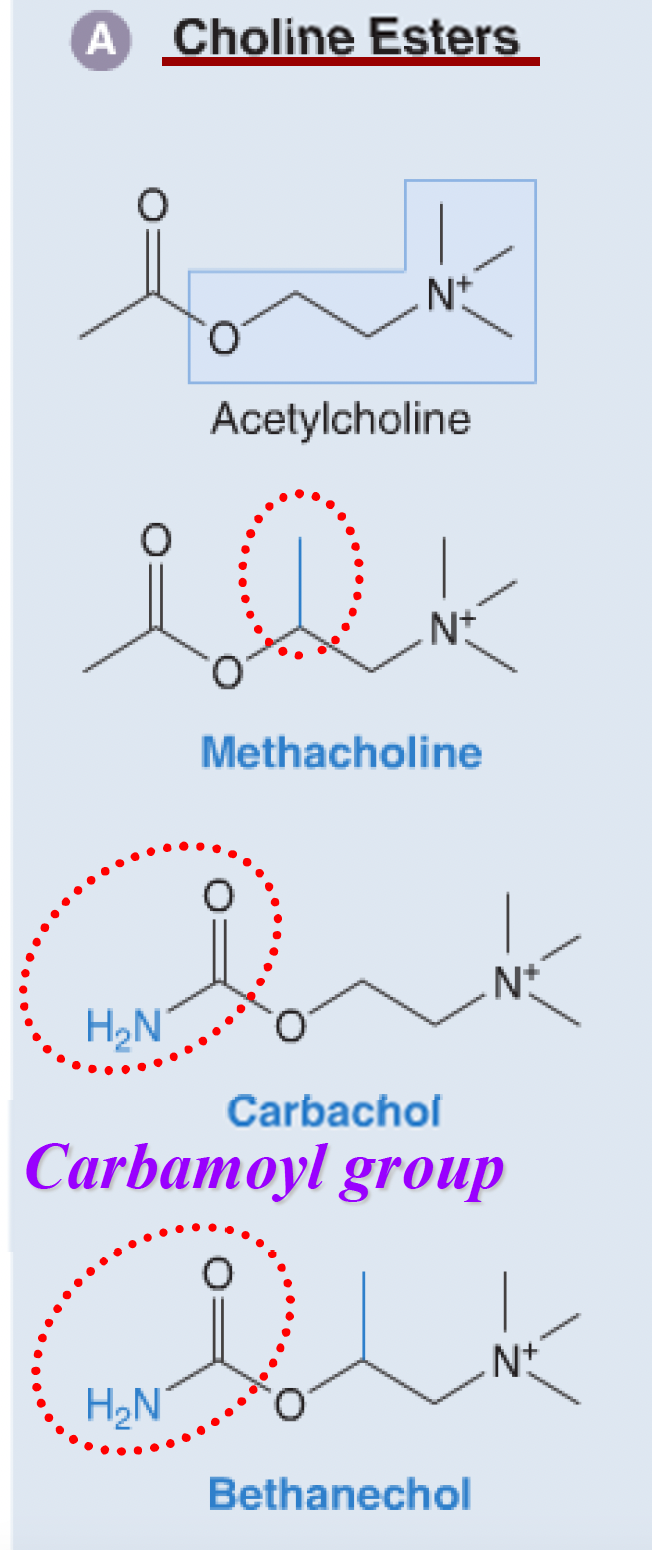 A Choline Esters
O
O
N+
Acetylcholine
O
O
N+
Methacholine
O
N+
H2N
O
Carbachol
Carbamoyl group
O
N+
H2N
O
Bethanechol